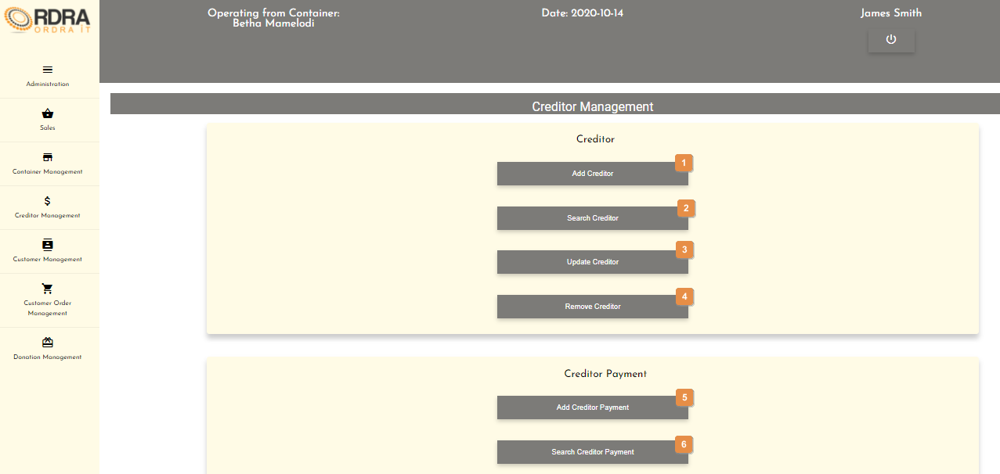 RDRA
ORDRA IT
Operating from Container:
Betha Mamelodi
Date: 2020-10-14
James Smith
Administration
Sales
Container Management
Creditor Management
Customer Management
Customer Order
Management
Donation Management
Creditor Management
Creditor
1
Add Creditor
2
Search Creditor
3
Update Creditor
4
Remove Creditor
Creditor Payment
5
Add Creditor Payment
6
Search Creditor Payment